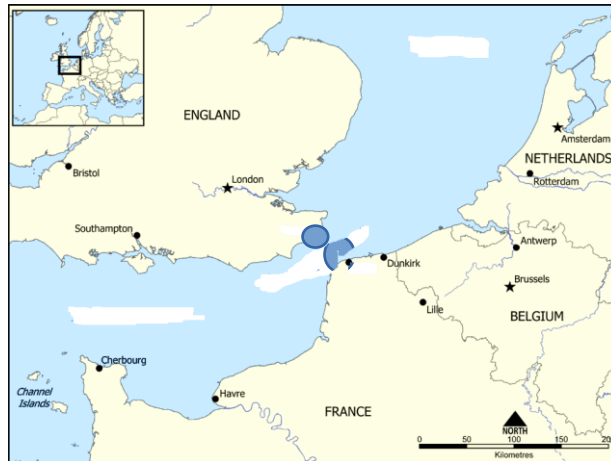 ENGLAND
Amsterdam
NETHERLANDS
Bristol
London
Rotterdam
Southampton
Antwerp
Dunkirk
Brussels
Lille
BELGIUM
Cherbourg
Channel
Islands
Havre
FRANCE
NORTH
0 50 100 150 200
Kilometres